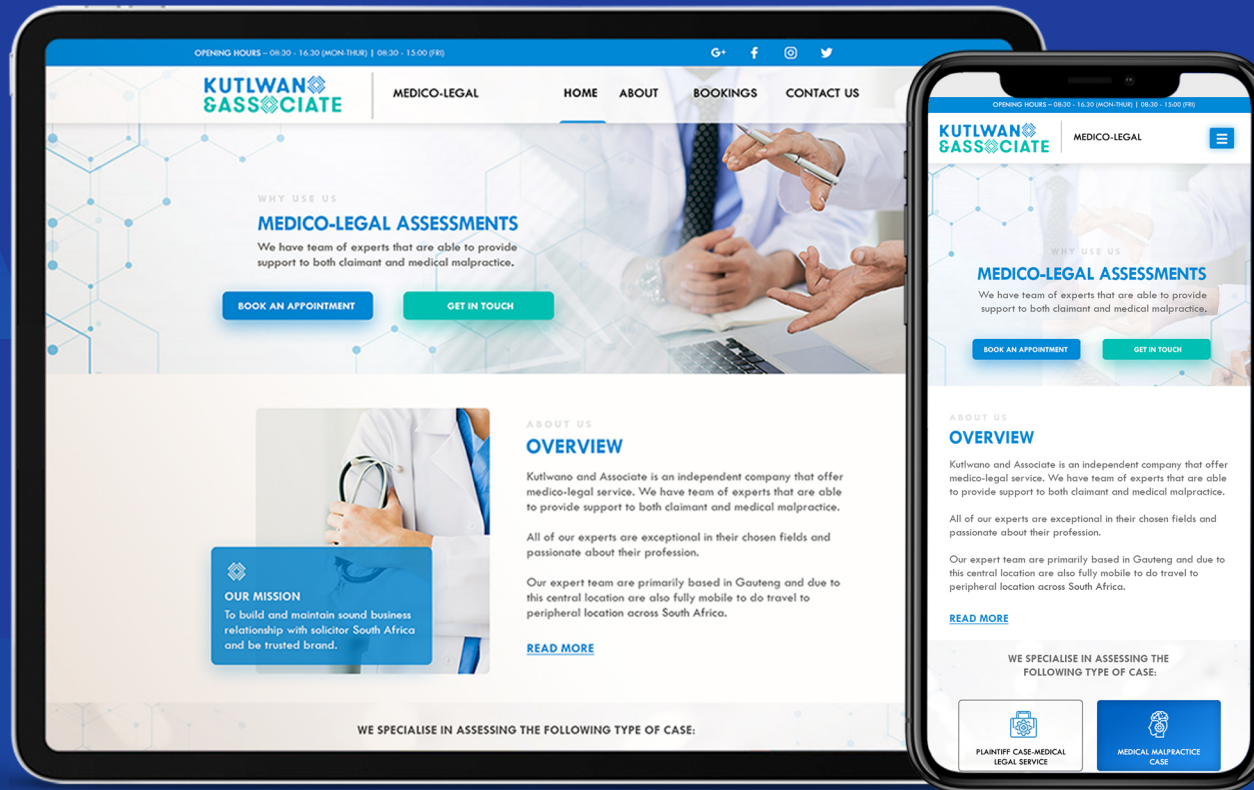 OPENING HOURS – 08:30 - 16.30 (MON-THUR) | 08:30 - 15:00 (FRI)
G+
KUTLWANO
&ASSOCIATE
MEDICO-LEGAL
HOME
ABOUT
BOOKINGS
CONTACT US
WHY USE US
MEDICO-LEGAL ASSESSMENTS
We have team of experts that are able to provide
support to both claimant and medical malpractice.
BOOK AN APPOINTMENT
GET IN TOUCH
OUR MISSION
To build and maintain sound business
relationship with solicitor South Africa
and be trusted brand.
ABOUT US
OVERVIEW
Kutlwano and Associate is an independent company that offer
medico-legal service. We have team of experts that are able
to provide support to both claimant and medical malpractice.
All of our experts are exceptional in their chosen fields and
passionate about their profession.
Our expert team are primarily based in Gauteng and due to
this central location are also fully mobile to do travel to
peripheral location across South Africa.
READ MORE
WE SPECIALISE IN ASSESSING THE FOLLOWING TYPE OF CASE:
OPENING HOURS – 08:30 - 16.30 (MON-THUR) | 08:30 - 15:00 (FRI)
KUTLWANO
&ASSOCIATE
MEDICO-LEGAL
WHY USE US
MEDICO-LEGAL ASSESSMENTS
We have team of experts that are able to provide
support to both claimant and medical malpractice.
BOOK AN APPOINTMENT
GET IN TOUCH
ABOUT US
OVERVIEW
Kutlwano and Associate is an independent company that offer
medico-legal service. We have team of experts that are able
to provide support to both claimant and medical malpractice.
All of our experts are exceptional in their chosen fields and
passionate about their profession.
Our expert team are primarily based in Gauteng and due to
this central location are also fully mobile to do travel to
peripheral location across South Africa.
READ MORE
WE SPECIALISE IN ASSESSING THE
FOLLOWING TYPE OF CASE:
PLAINTIFF CASE-MEDICAL
LEGAL SERVICE
MEDICAL MALPRACTICE
CASE